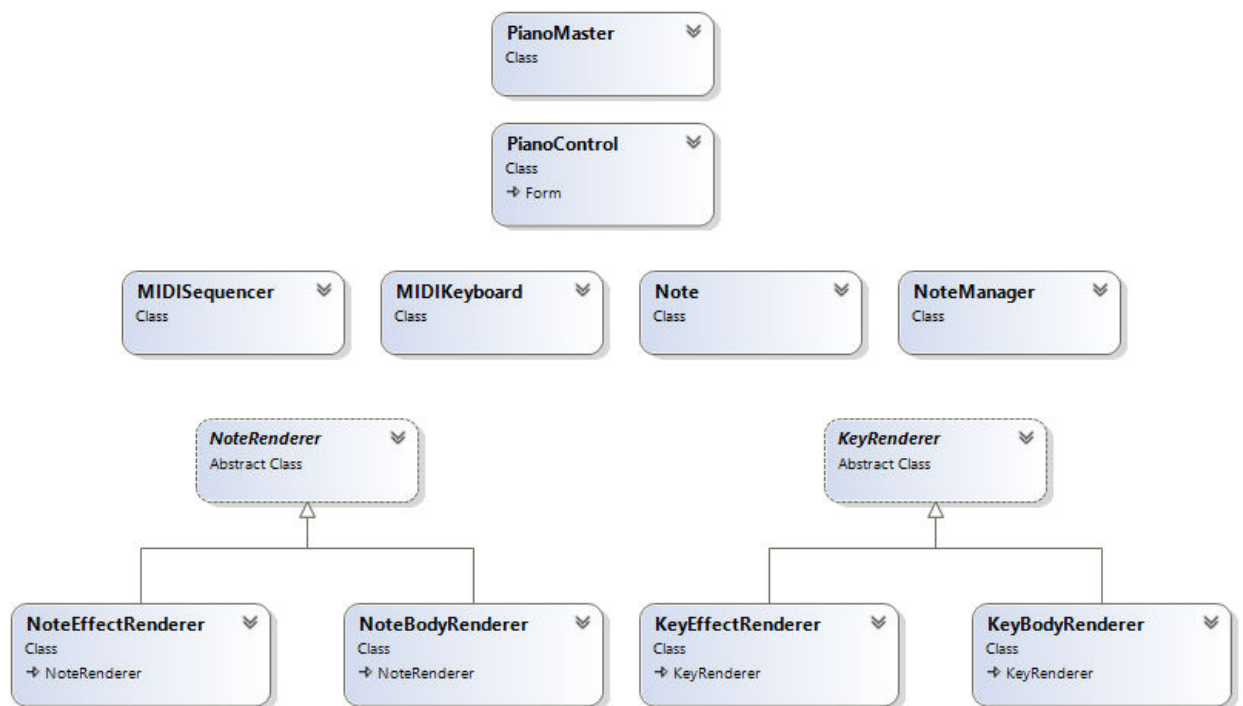 PianoMaster
Class
PianoControl
Class
Form
MIDISequencer
Class
MIDIKeyboard
Class
Note
Class
NoteManager
Class
NoteRenderer
Abstract Class
KeyRenderer
Abstract Class
NoteEffectRenderer
Class
NoteRenderer
NoteBodyRenderer
Class
NoteRenderer
KeyEffectRenderer
Class
KeyRenderer
KeyBodyRenderer
Class
KeyRenderer